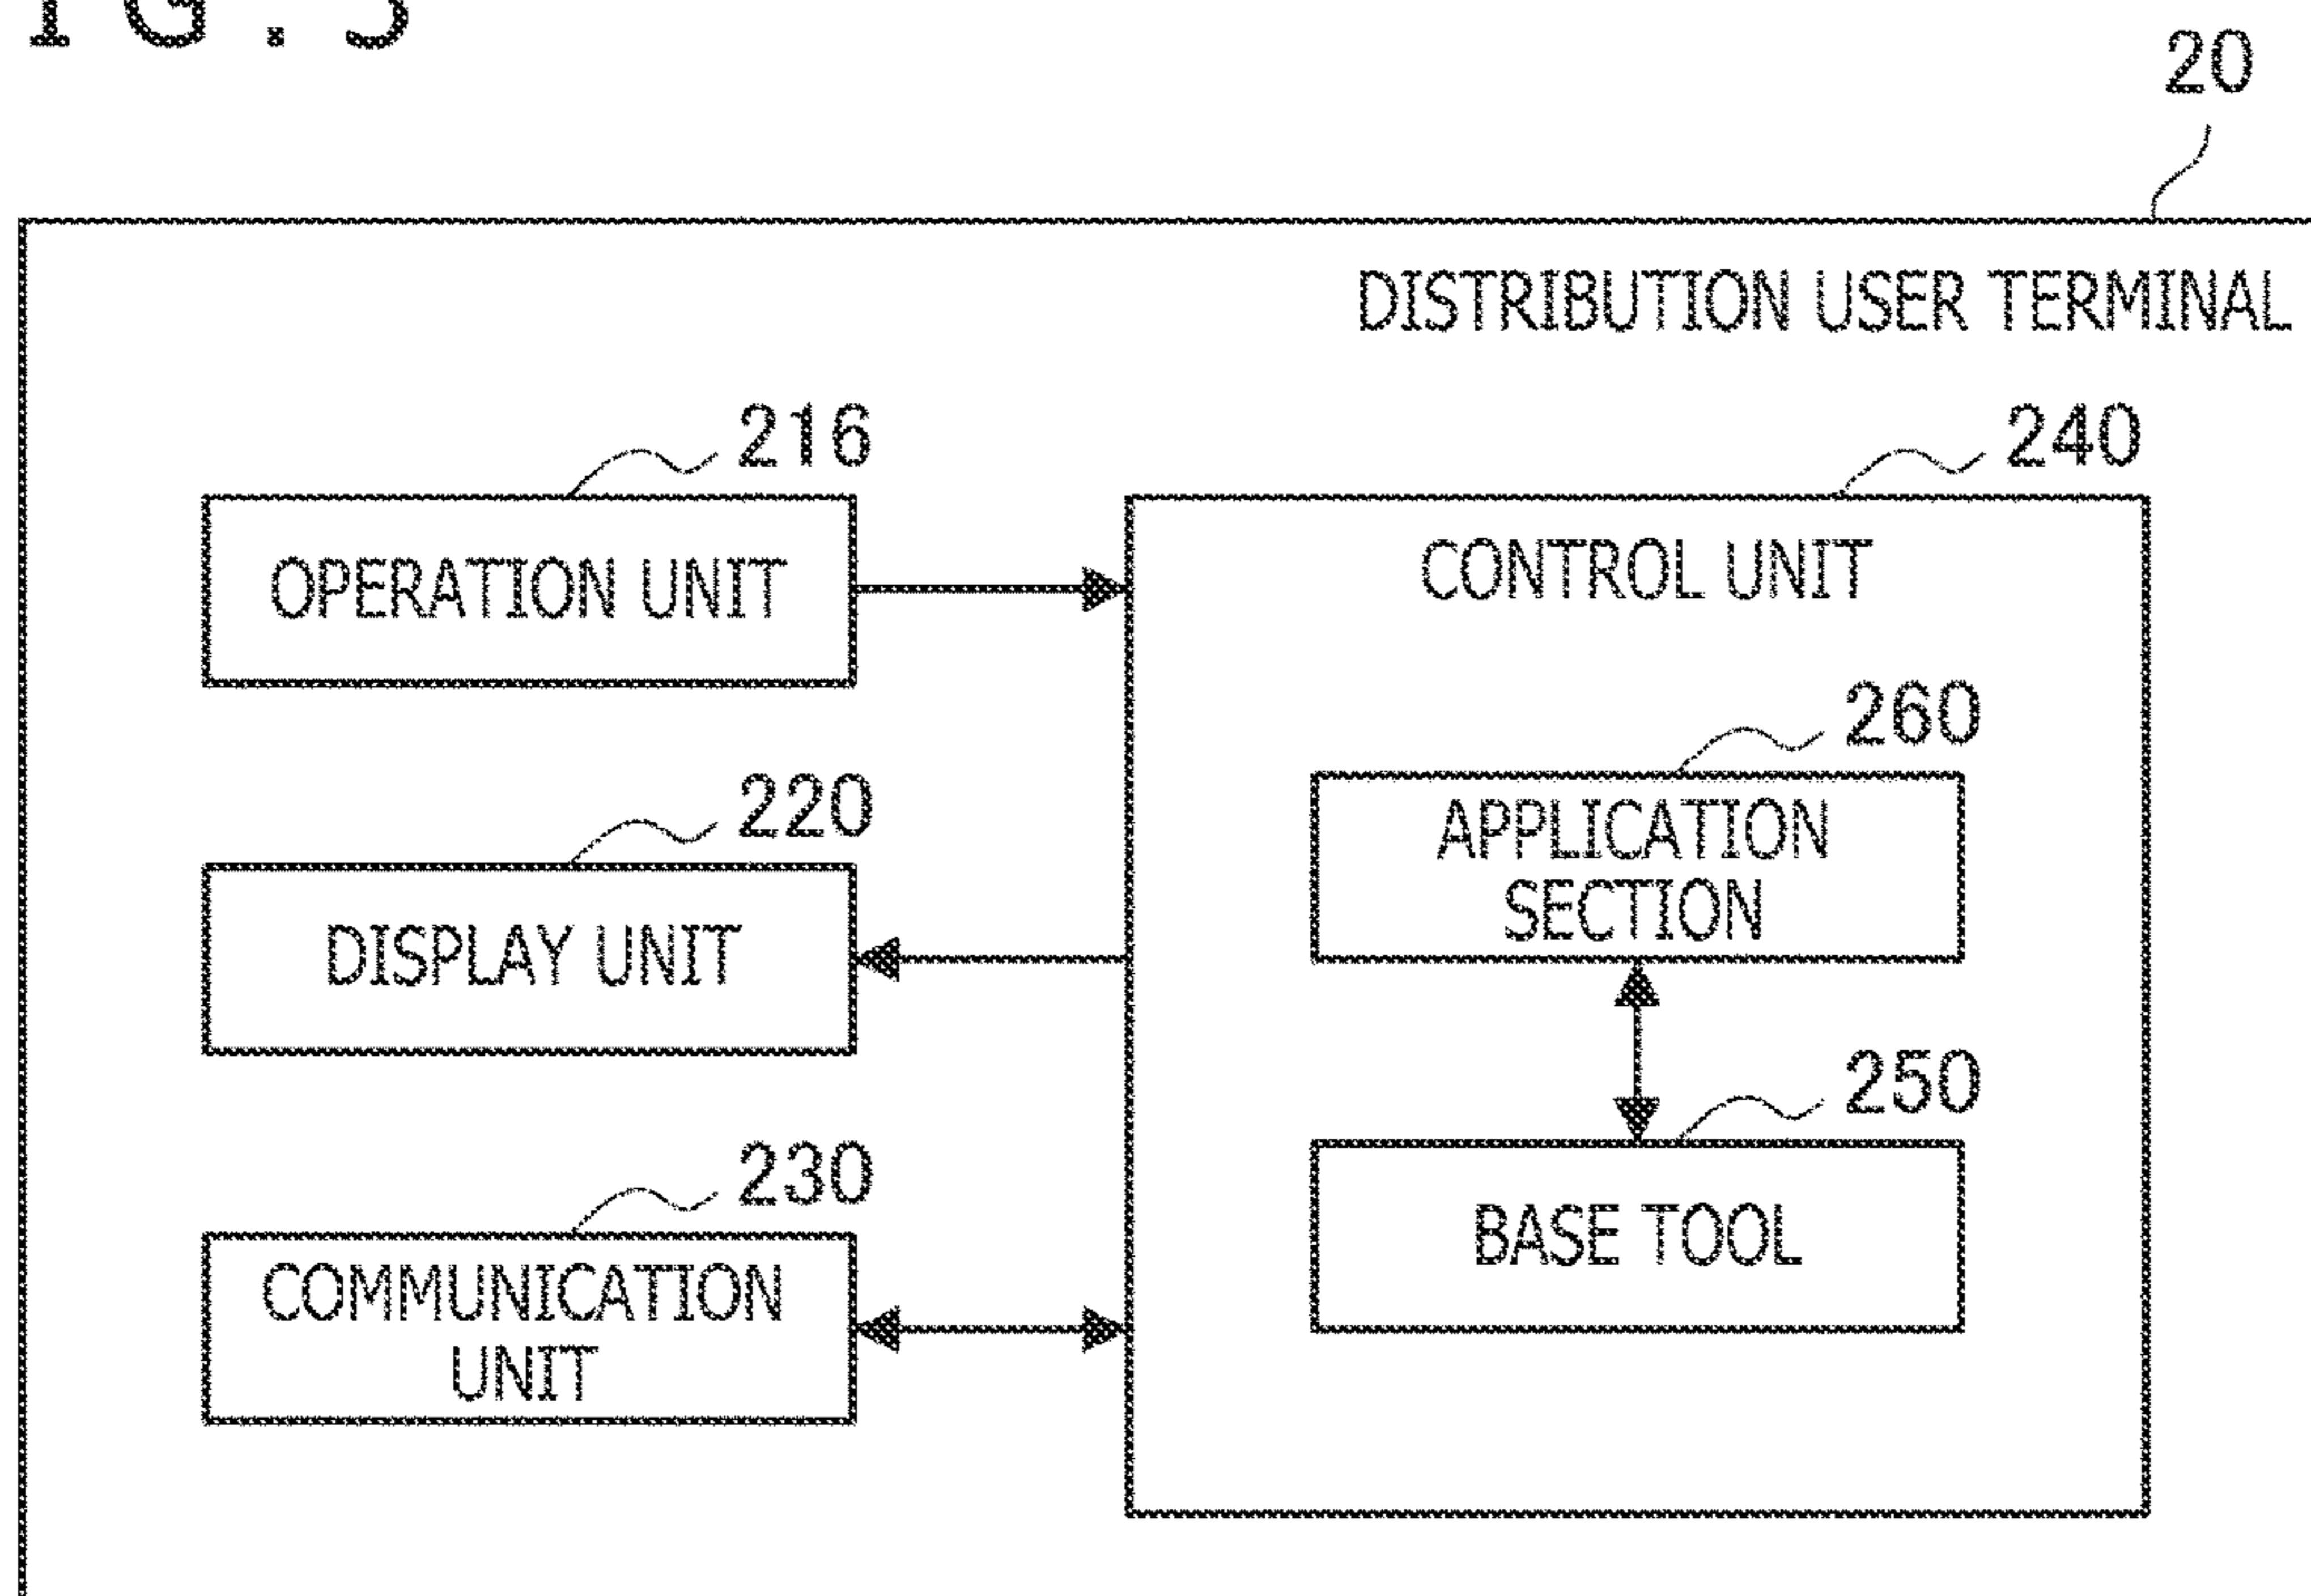 20
DISTRIBUTION USER TERMINAL
216
240
OPERATION UNIT
CONTROL UNIT
260
APPLICATION
SECTION
220
DISPLAY UNIT
250
BASE TOOL
230
COMMUNICATION
UNIT